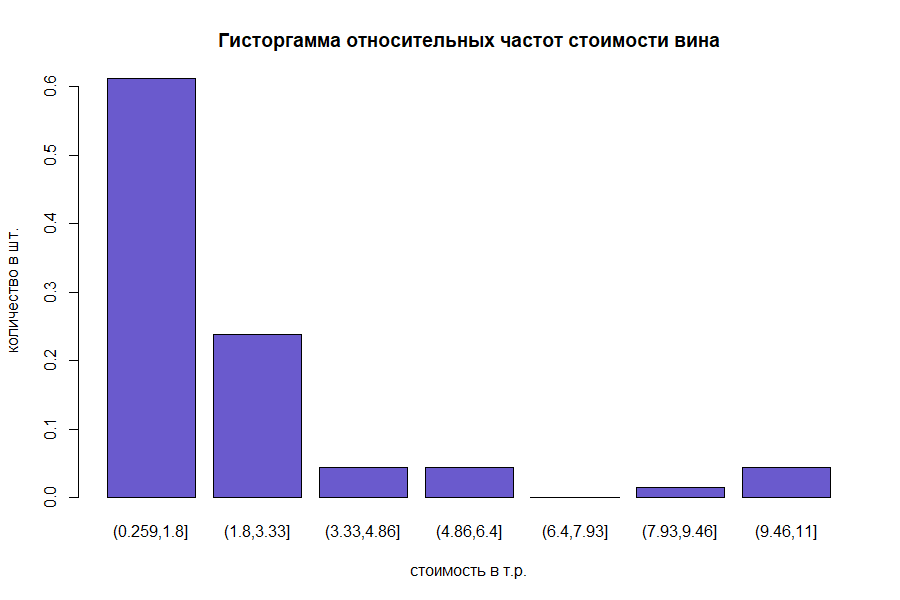 Гисторгамма относительных частот стоимости вина
количество в шт.
0.6
0.5
0.4
0.3
0.2
0.1
0.0
(0.259,1.8] (1.8,3.33] (3.33,4.86] (4.86,6.4] (6.4,7.93] (7.93,9.46] (9.46,11]
стоимость в т.р.